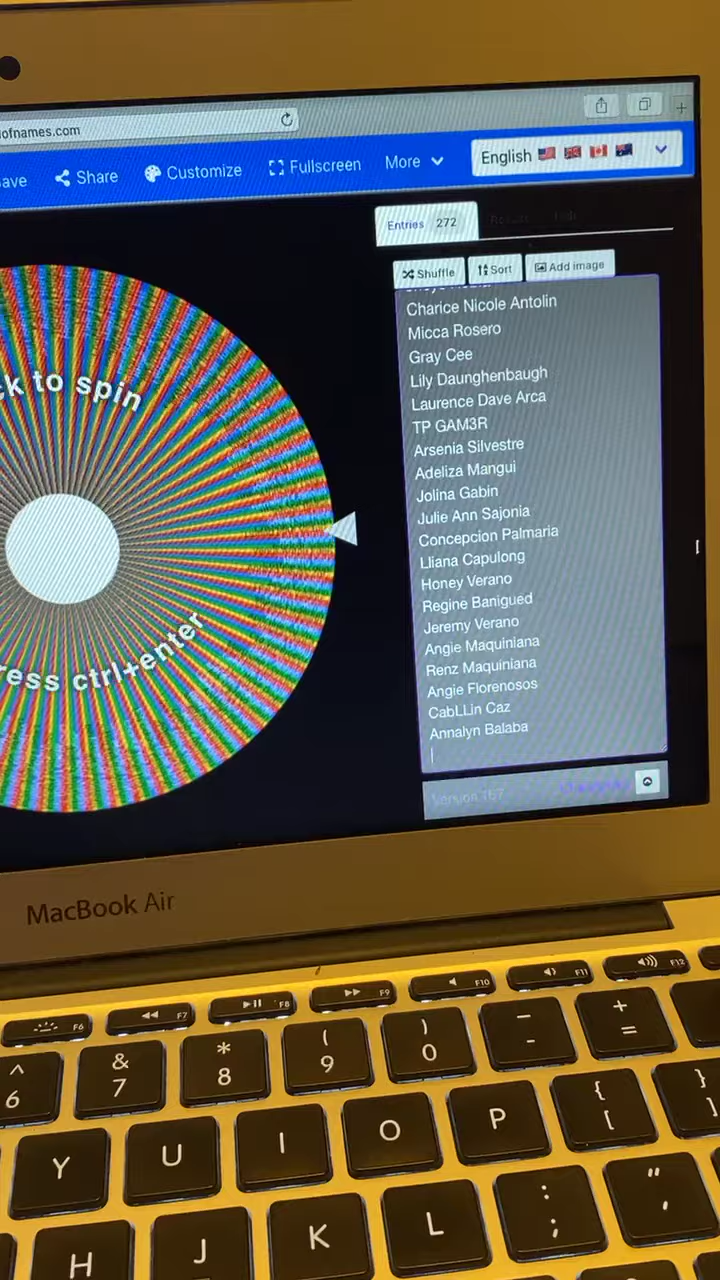 ofnames.com
ave
Share
Customize
Fullscreen
More
English
Entries 272
Shuffle
Sort
Add image
Charice Nicole Antolin
Micca Rosero
Gray Cee
Lily Daunghenbaugh
Laurence Dave Arca
TP GAM3R
Arsenia Silvestre
Adeliza Mangui
Jolina Gabin
Julie Ann Sajonia
Concepcion Palmaria
Lliana Capulong
Honey Verano
Regine Banigued
Jeremy Verano
Angie Maquiniana
Renz Maquiniana
Angie Florenosos
CabLLin Caz
Annalyn Balaba
ck to spin
ress ctrl+enter
Version 167
MacBook Air
F6
F7
F8
F9
F10
F11
F12
^ 6
& 7
* 8
( 9
) 0
_ -
+ =
Y
U
I
O
P
{ [
} ]
H
J
K
L
: ;
" '